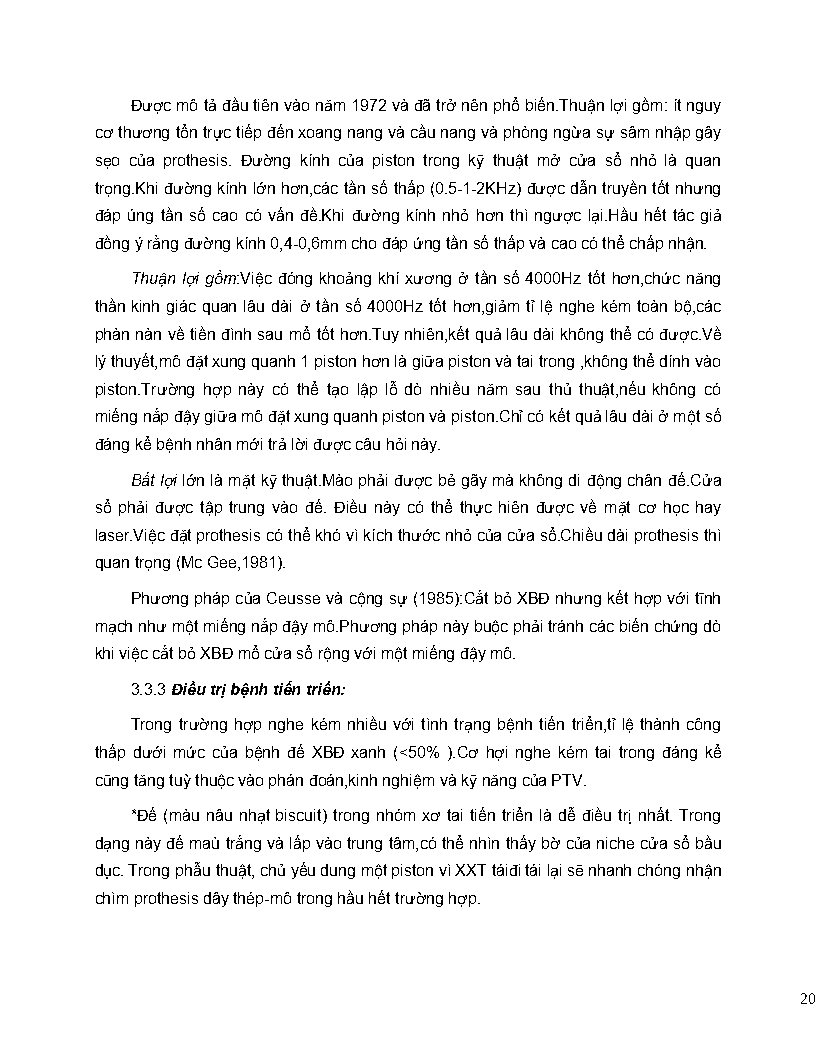 Được mô tả đầu tiên vào năm 1972 và đã trở nên phổ biến.Thuận lợi gồm: ít nguy
cơ thương tổn trực tiếp đến xoang nang và cầu nang và phòng ngừa sự sâm nhập gây
sẹo của prothesis. Đường kính của piston trong kỹ thuật mở cửa sổ nhỏ là quan
trọng.Khi đường kính lớn hơn,các tần số thấp (0.5-1-2KHz) được dẫn truyền tốt nhưng
đáp ứng tần số cao có vấn đề.Khi đường kính nhỏ hơn thì ngược lại.Hầu hết tác giả
đồng ý rằng đường kính 0,4-0,6mm cho đáp ứng tần số thấp và cao có thể chấp nhận.
Thuận lợi gồm:Việc đóng khoảng khí xương ở tần số 4000Hz tốt hơn,chức năng
thần kinh giác quan lâu dài ở tần số 4000Hz tốt hơn,giảm tỉ lệ nghe kém toàn bộ,các
phàn nàn về tiền đình sau mổ tốt hơn.Tuy nhiên,kết quả lâu dài không thể có được.Về
lý thuyết,mô đặt xung quanh 1 piston hơn là giữa piston và tai trong ,không thể dính vào
piston.Trường hợp này có thể tạo lập lỗ dò nhiều năm sau thủ thuật,nếu không có
miếng nắp đậy giữa mô đặt xung quanh piston và piston.Chỉ có kết quả lâu dài ở một số
đáng kể bệnh nhân mới trả lời được câu hỏi này.
Bất lợi lớn là mặt kỹ thuật.Mào phải được bẻ gãy mà không di động chân đế.Cửa
sổ phải được tập trung vào đế. Điều này có thể thực hiên được về mặt cơ học hay
laser.Việc đặt prothesis có thể khó vì kích thước nhỏ của cửa sổ.Chiều dài prothesis thì
quan trọng (Mc Gee,1981).
Phương pháp của Ceusse và cộng sự (1985):Cắt bỏ XBĐ nhưng kết hợp với tĩnh
mạch như một miếng nắp đậy mô.Phương pháp này buộc phải tránh các biến chứng dò
khi việc cắt bỏ XBĐ mổ cửa sổ rộng với một miếng đậy mô.
3.3.3 Điều trị bệnh tiến triển:
Trong trường hợp nghe kém nhiều với tình trạng bệnh tiến triển,tỉ lệ thành công
thấp dưới mức của bệnh đế XBĐ xanh (<50% ).Cơ hợi nghe kém tai trong đáng kể
cũng tăng tuỳ thuộc vào phán đoán,kinh nghiệm và kỹ năng của PTV.
*Đế (màu nâu nhạt biscuit) trong nhóm xơ tai tiến triển là dễ điều trị nhất. Trong
dạng này đế maù trắng và lấp vào trung tâm,có thể nhìn thấy bờ của niche cửa sổ bầu
dục. Trong phẫu thuật, chủ yếu dung một piston vì XXT táiđi tái lại sẽ nhanh chóng nhận
chìm prothesis dây thép-mô trong hầu hết trường hợp.
20